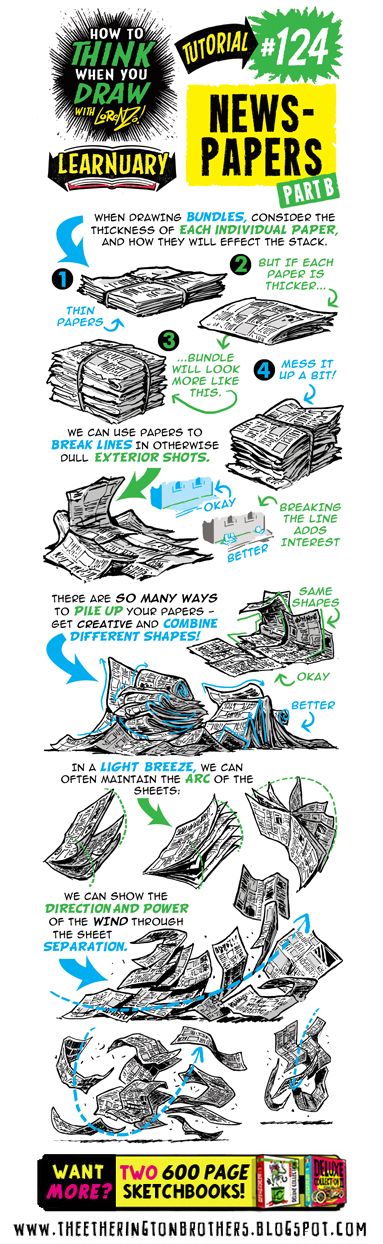 HOW TO
THINK
WHEN YOU
DRAW
WITH LORENZO!
TUTORIAL
#124
LEARNUARY
NEWS-
PAPERS
PART B
WHEN DRAWING BUNDLES, CONSIDER THE
THICKNESS OF EACH INDIVIDUAL PAPER,
AND HOW THEY WILL EFFECT THE STACK.
1
THIN
PAPERS
2
BUT IF EACH
PAPER IS
THICKER...
3
...BUNDLE
WILL LOOK
MORE LIKE
THIS.
4
MESS IT
UP A BIT!
WE CAN USE PAPERS TO
BREAK LINES IN OTHERWISE
DULL EXTERIOR SHOTS.
OKAY
BETTER
BREAKING
THE LINE
ADDS
INTEREST
THERE ARE SO MANY WAYS
TO PILE UP YOUR PAPERS -
GET CREATIVE AND COMBINE
DIFFERENT SHAPES!
SAME
SHAPES
OKAY
BETTER
IN A LIGHT BREEZE, WE CAN
OFTEN MAINTAIN THE ARC OF THE
SHEETS:
WE CAN SHOW THE
DIRECTION AND POWER
OF THE WIND THROUGH
THE SHEET
SEPARATION.
WANT
MORE?
TWO 600 PAGE
SKETCHBOOKS!
DELUXE
COLLECTION
WWW.THEETHERINGTONBROTHERS.BLOGSPOT.COM